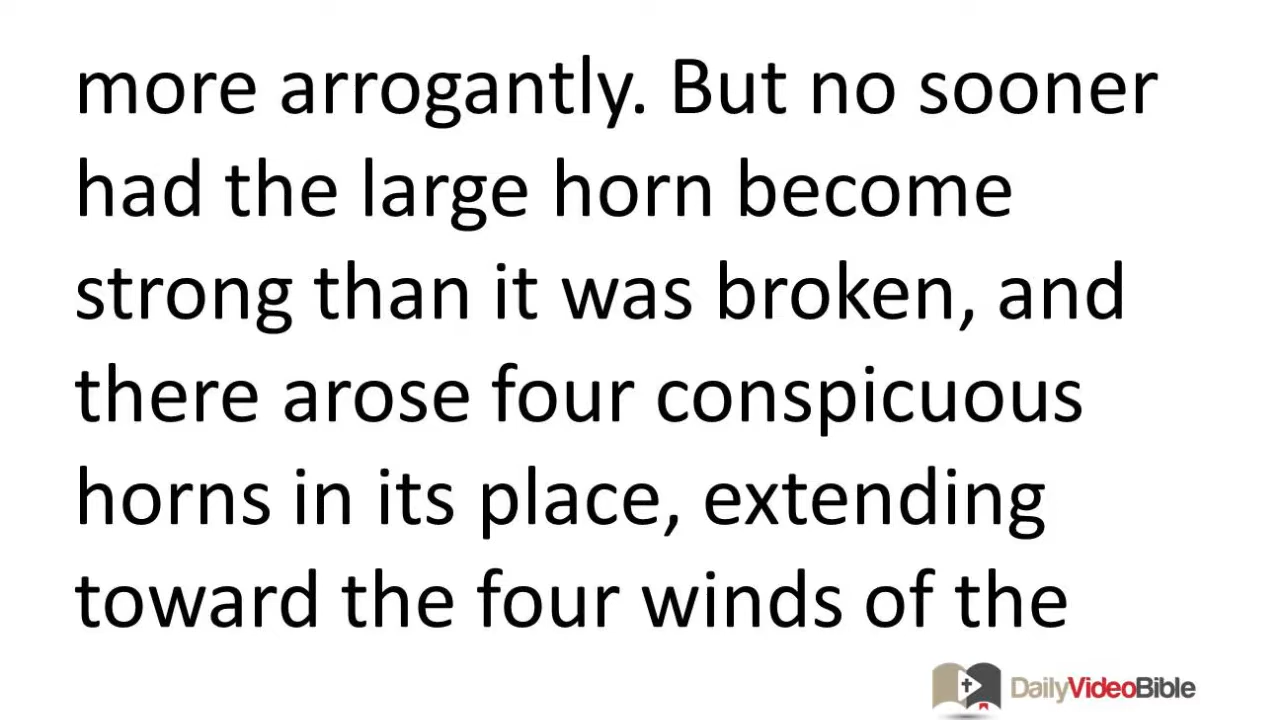 more arrogantly. But no sooner
had the large horn become
strong than it was broken, and
there arose four conspicuous
horns in its place, extending
toward the four winds of the
DailyVideoBible